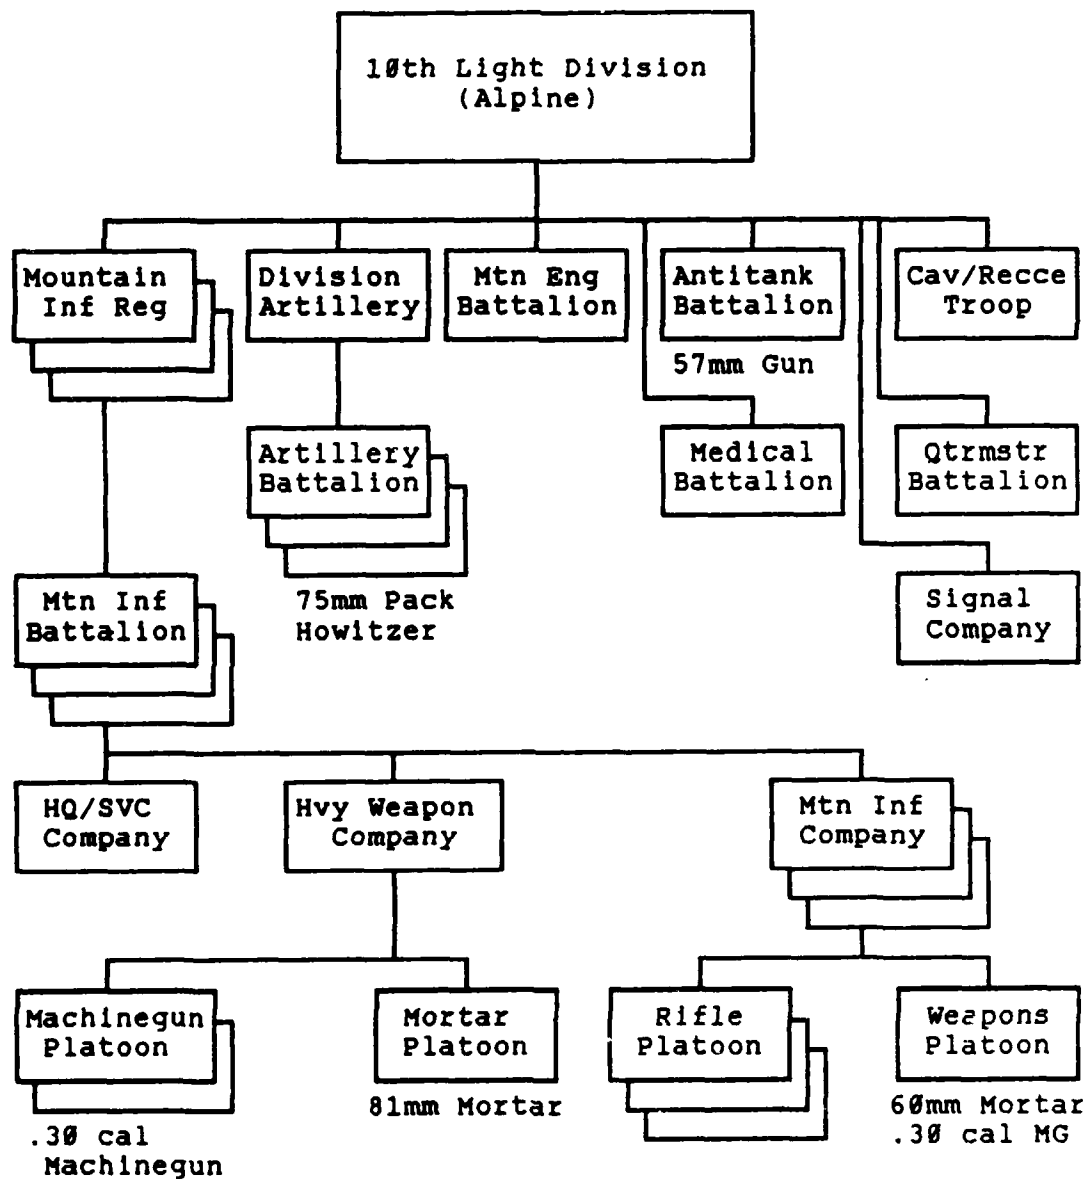 10th Light Division
(Alpine)
Mountain
Inf Reg
Division
Artillery
Mtn Eng
Battalion
Antitank
Battalion
57mm Gun
Cav/Recce
Troop
Artillery
Battalion
75mm Pack
Howitzer
Medical
Battalion
Qtrmstr
Battalion
Mtn Inf
Battalion
Signal
Company
HQ/SVC
Company
Hvy Weapon
Company
Mtn Inf
Company
Machinegun
Platoon
.30 cal
Machinegun
Mortar
Platoon
81mm Mortar
Rifle
Platoon
Weapons
Platoon
60mm Mortar
.30 cal MG